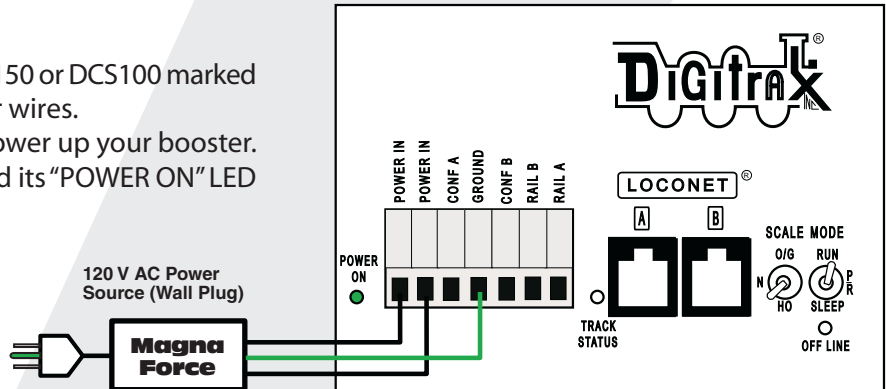 150 or DCS100 marked
r wires.
ower up your booster.
d its “POWER ON” LED
120 V AC Power
Source (Wall Plug)
Magna
Force
POWER
ON
POWER IN
POWER IN
CONF A
GROUND
CONF B
RAIL B
RAIL A
DiGitraX ®
INC.
LOCONET ®
A B
TRACK
STATUS
SCALE MODE
O/G RUN
N P/R
HO SLEEP
OFF LINE